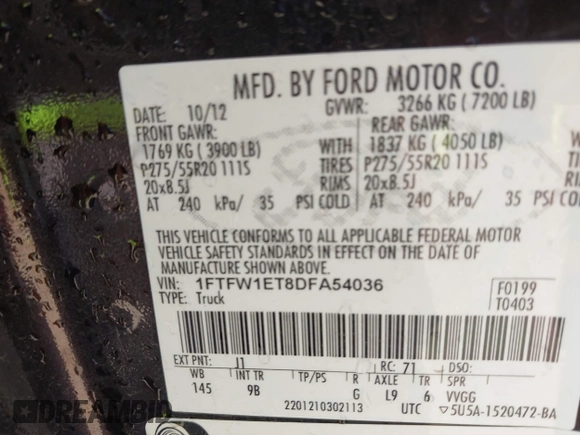 MFD. BY FORD MOTOR CO.
DATE: 10/12 GVWR: 3266 KG ( 7200 LB)
FRONT GAWR: REAR GAWR:
1769 KG ( 3900 LB) WITH 1837 KG ( 4050 LB) WITH
P275/55R20 111S TIRES P275/55R20 111S TIRES
20x8.5J RIMS 20x8.5J RIMS
AT 240 kPa/ 35 PSI COLD AT 240 kPa/ 35 PSI COLD
THIS VEHICLE CONFORMS TO ALL APPLICABLE FEDERAL MOTOR
VEHICLE SAFETY STANDARDS IN EFFECT ON THE DATE OF
MANUFACTURE SHOWN ABOVE.
VIN: 1FTFW1ET8DFA54036 F0199
TYPE: Truck T0403
EXT PNT: J1 RC: 71 DSO:
WB INT TR TP/PS R AXLE TR SPR
145 9B G L9 6 VVGG
2201210302113 UTC ▽5U5A-1520472-BA
DREAMBID